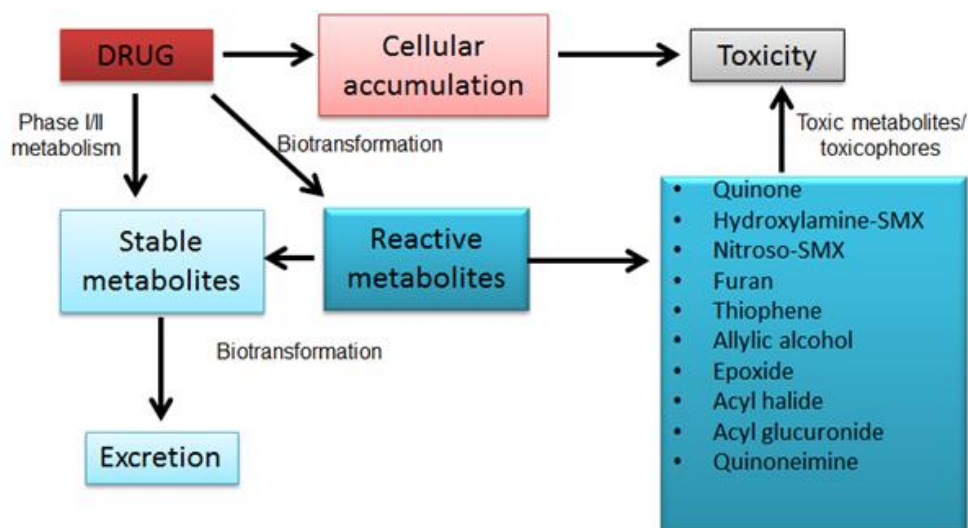 DRUG
Cellular
accumulation
Toxicity
Phase I/II
metabolism
Biotransformation
Toxic metabolites/
toxicophores
Stable
metabolites
Reactive
metabolites
• Quinone
• Hydroxylamine-SMX
• Nitroso-SMX
• Furan
• Thiophene
• Allylic alcohol
• Epoxide
• Acyl halide
• Acyl glucuronide
• Quinoneimine
Biotransformation
Excretion